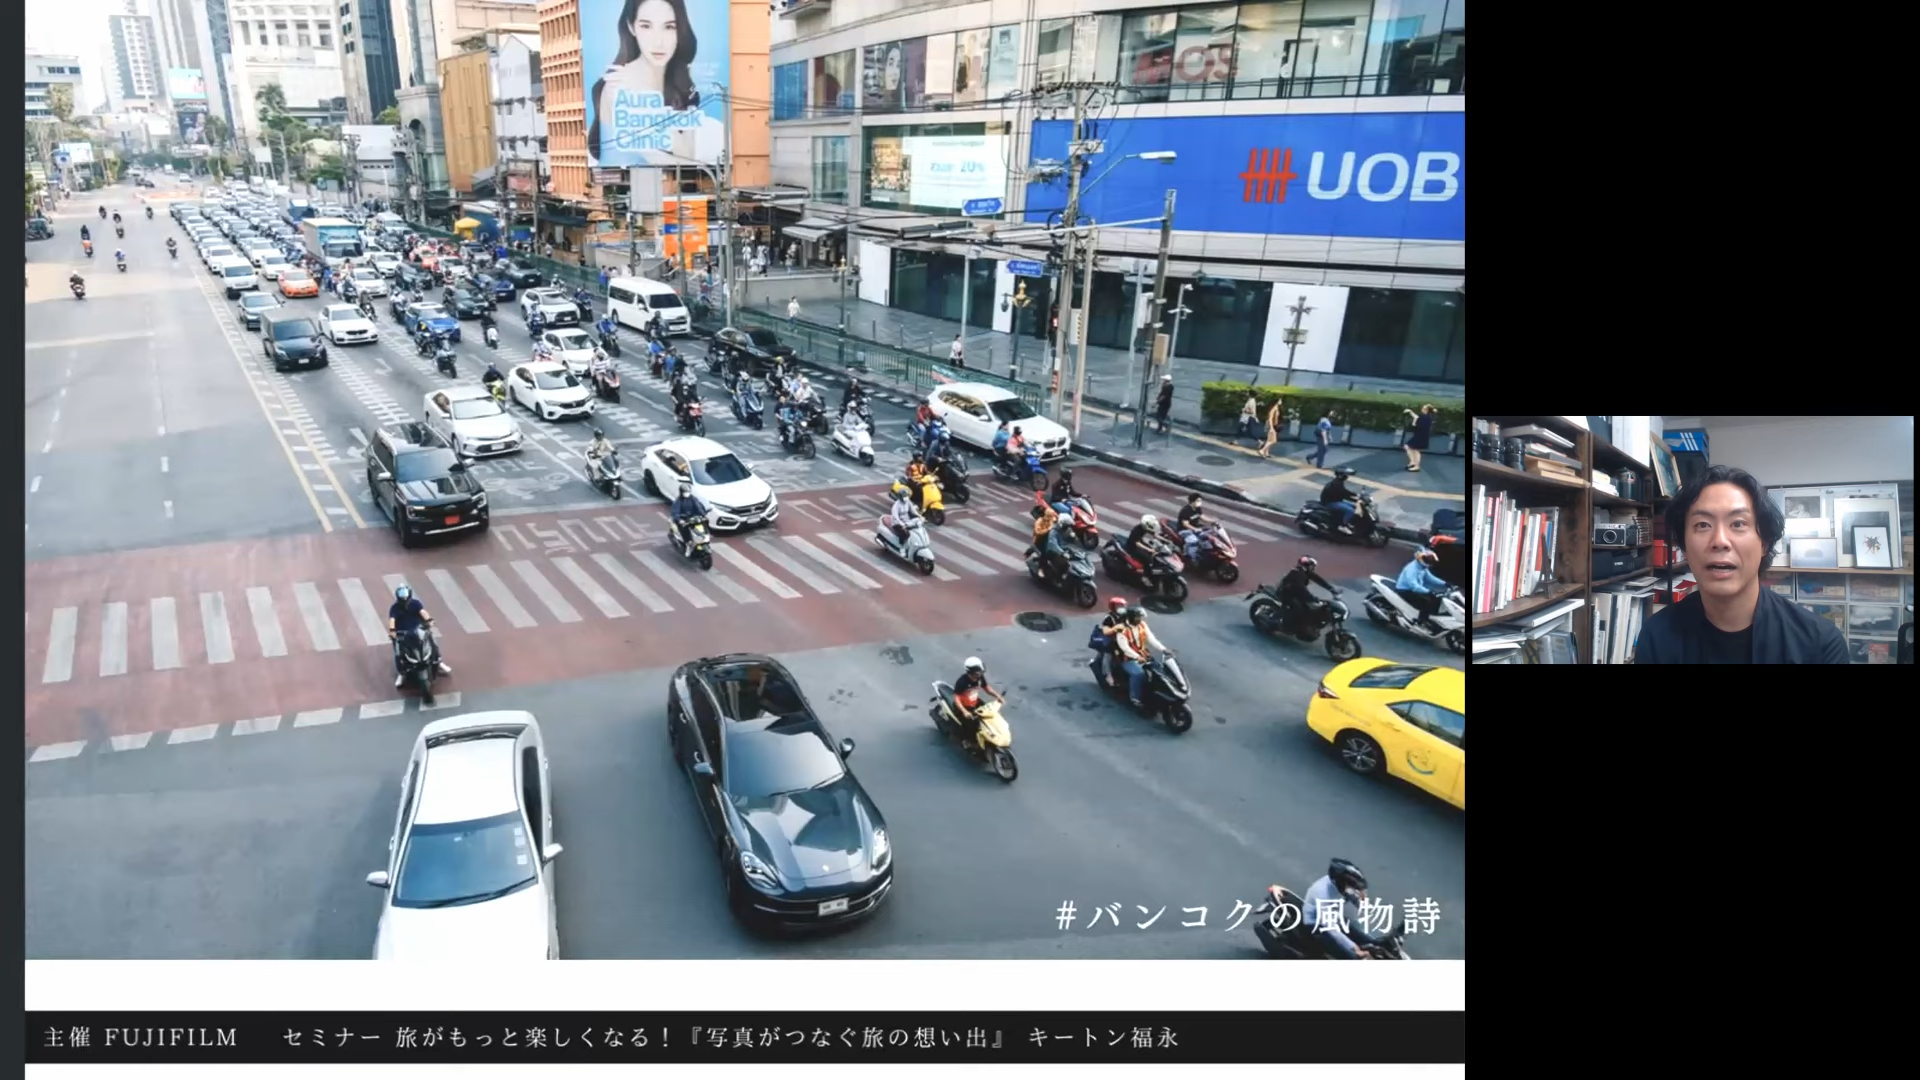 Aura
Bangkok
Clinic
MOS
20%
UOB
#バンコクの風物詩
主催 FUJIFILM セミナー 旅がもっと楽しくなる！『写真がつなぐ旅の想い出』 キートン福永